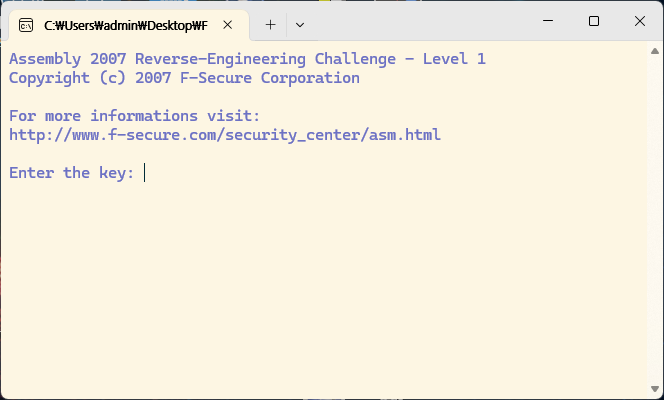 C:₩Users₩admin₩Desktop₩F
Assembly 2007 Reverse-Engineering Challenge - Level 1
Copyright (c) 2007 F-Secure Corporation
For more informations visit:
http://www.f-secure.com/security_center/asm.html
Enter the key: